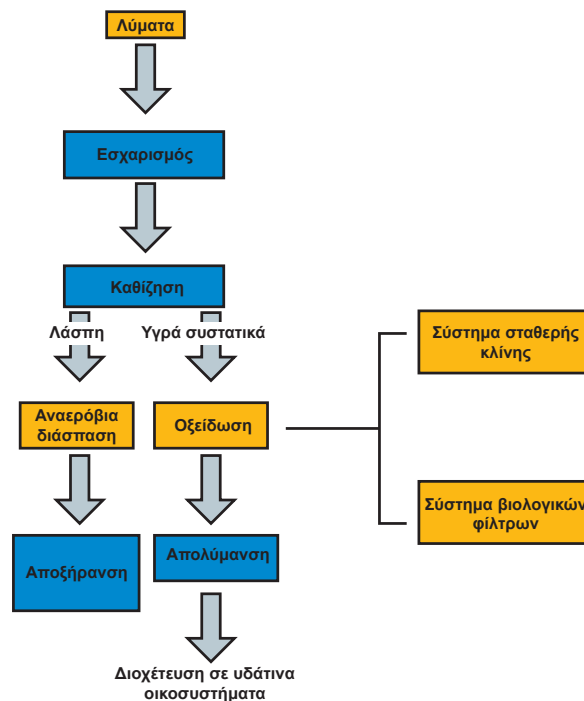 Λύματα
Εσχαρισμός
Καθίζηση
Λάσπη
Υγρά συστατικά
Αναερόβια
διάσπαση
Οξείδωση
Σύστημα σταθερής
κλίνης
Σύστημα βιολογικών
φίλτρων
Αποξήρανση
Απολύμανση
Διοχέτευση σε υδάτινα
οικοσυστήματα